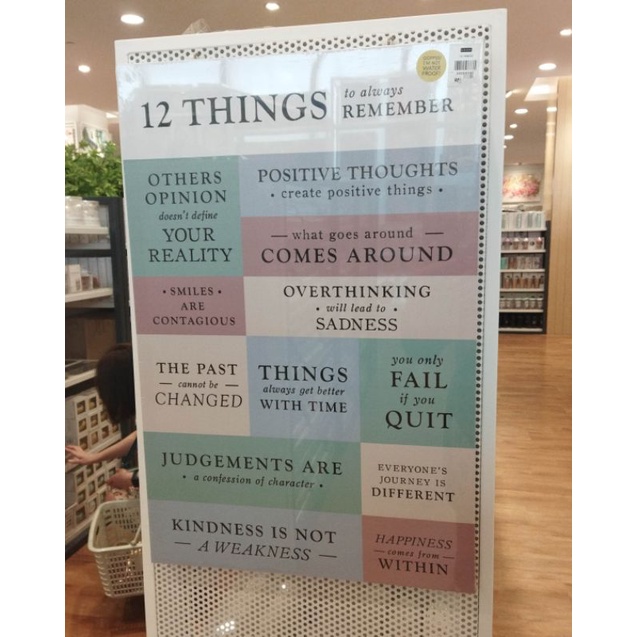 12 THINGS to always
REMEMBER
OTHERS
OPINION
doesn't define
YOUR
REALITY
POSITIVE THOUGHTS
• create positive things •
— what goes around —
COMES AROUND
• SMILES •
ARE
CONTAGIOUS
OVERTHINKING
• will lead to •
SADNESS
THE PAST
— cannot be —
CHANGED
THINGS
always get better
WITH TIME
you only
FAIL
if you
QUIT
JUDGEMENTS ARE
• a confession of character •
EVERYONE'S
JOURNEY IS
DIFFERENT
KINDNESS IS NOT
— A WEAKNESS —
HAPPINESS
— comes from —
WITHIN